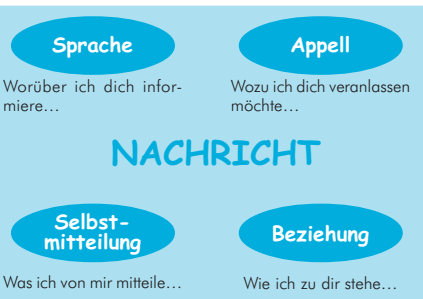 Sprache
Worüber ich dich infor-
miere…
Appell
Wozu ich dich veranlassen
möchte…
NACHRICHT
Selbst-
mitteilung
Was ich von mir mitteile…
Beziehung
Wie ich zu dir stehe…